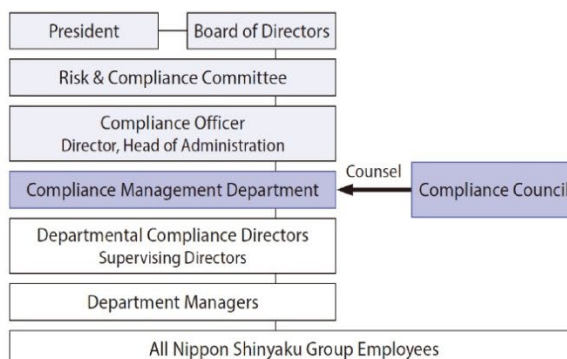 President
Board of Directors
Risk & Compliance Committee
Compliance Officer
Director, Head of Administration
Compliance Management Department
Counsel
Compliance Council
Departmental Compliance Directors
Supervising Directors
Department Managers
All Nippon Shinyaku Group Employees